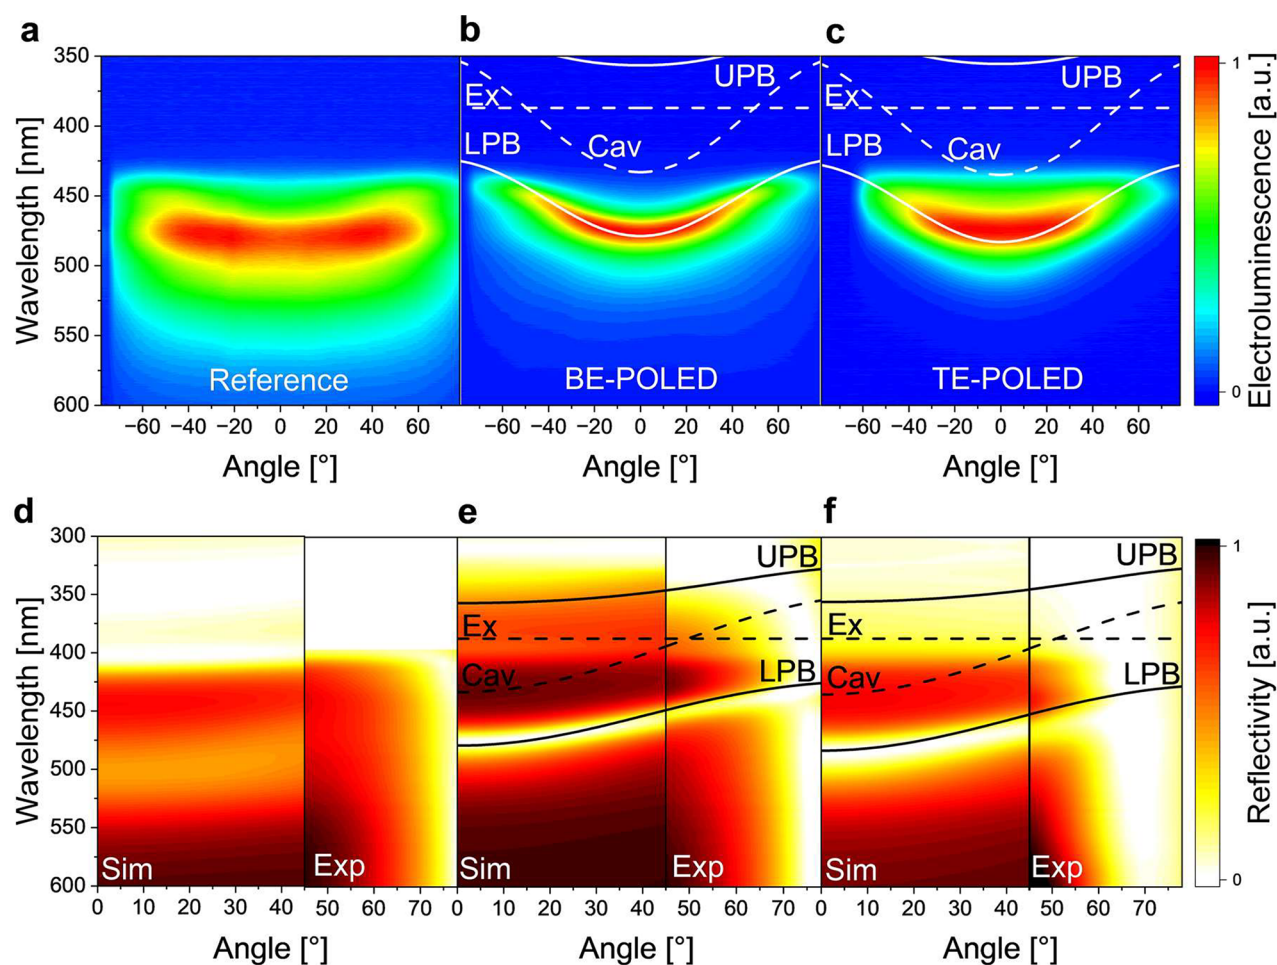 a
b
c
350
400
450
500
550
600
Wavelength [nm]
Reference
−60 −40 −20 0 20 40 60
Angle [°]
UPB
Ex
LPB
Cav
BE-POLED
−60 −40 −20 0 20 40 60
Angle [°]
UPB
Ex
LPB
Cav
TE-POLED
−60 −40 −20 0 20 40 60
Angle [°]
1
0
Electroluminescence [a.u.]
d
e
f
300
350
400
450
500
550
600
Wavelength [nm]
Sim
Exp
0 10 20 30 40 50 60 70
Angle [°]
UPB
Ex
Cav
LPB
Sim
Exp
0 10 20 30 40 50 60 70
Angle [°]
UPB
Ex
Cav
LPB
Sim
Exp
0 10 20 30 40 50 60 70
Angle [°]
1
0
Reflectivity [a.u.]